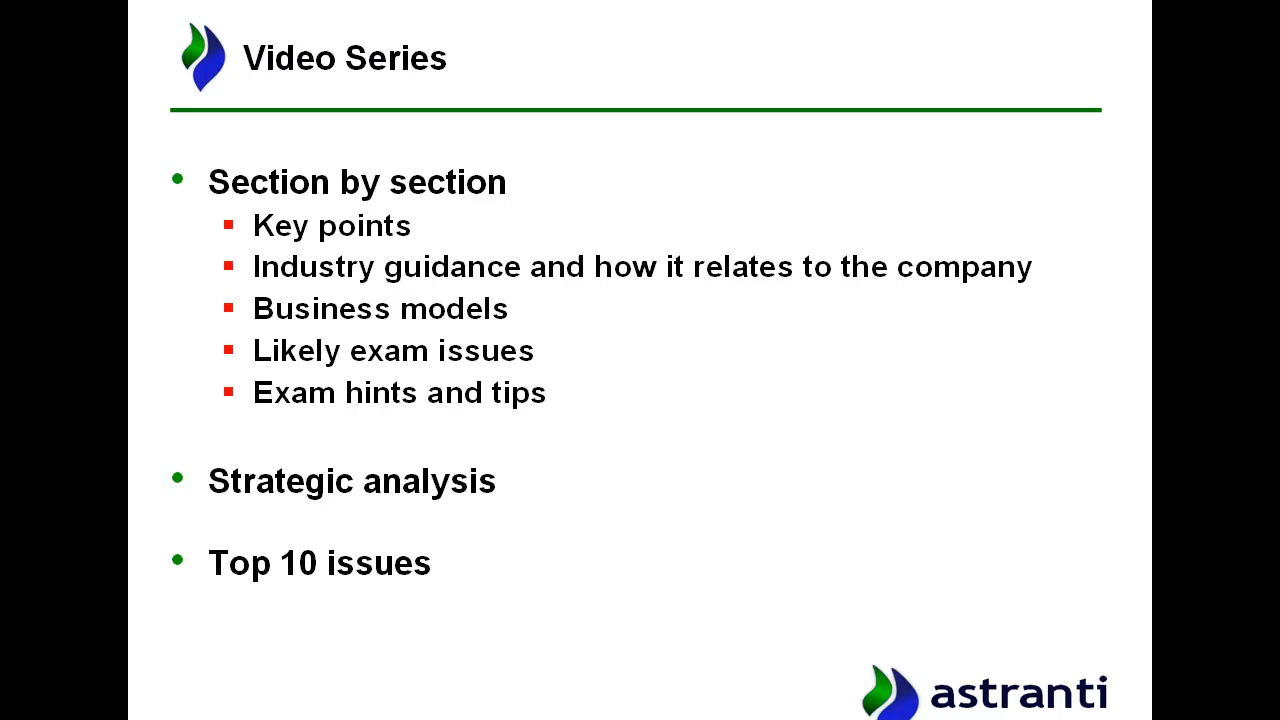 Video Series
Section by section
Key points
Industry guidance and how it relates to the company
Business models
Likely exam issues
Exam hints and tips
Strategic analysis
Top 10 issues
astranti